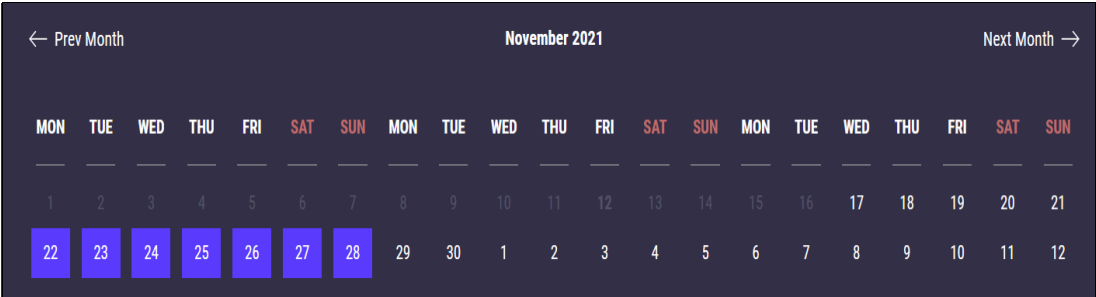 ← Prev Month November 2021 Next Month →
MON TUE WED THU FRI SAT SUN MON TUE WED THU FRI SAT SUN MON TUE WED THU FRI SAT SUN
1 2 3 4 5 6 7 8 9 10 11 12 13 14 15 16 17 18 19 20 21
22 23 24 25 26 27 28 29 30 1 2 3 4 5 6 7 8 9 10 11 12